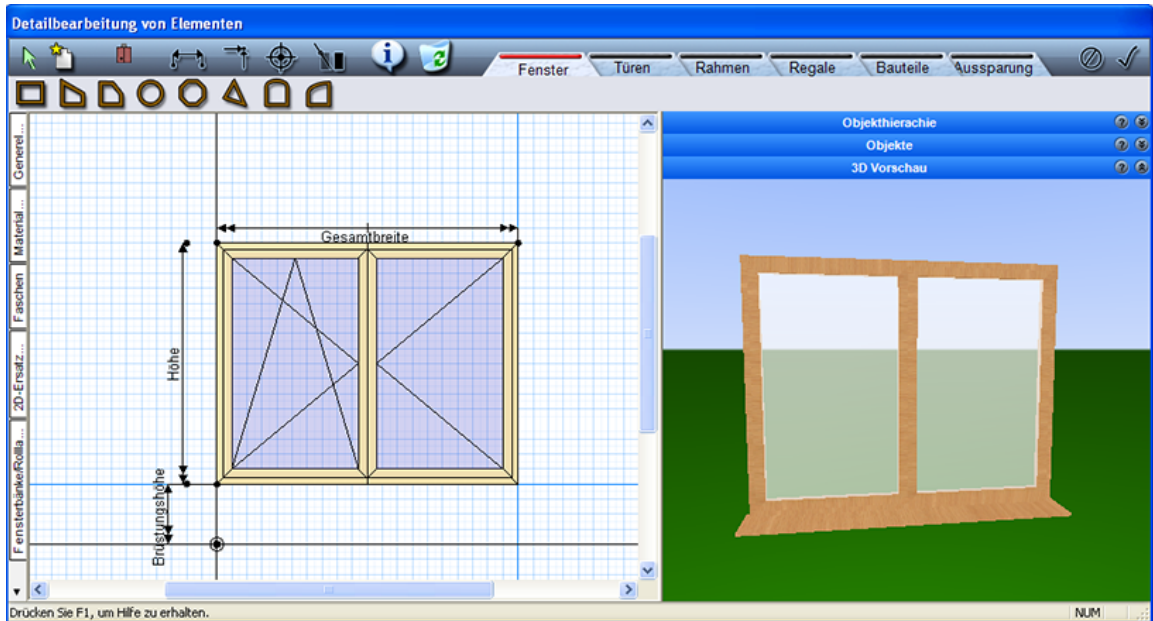 Detailbearbeitung von Elementen
Fenster Türen Rahmen Regale Bauteile Aussparung
Generel...
Material...
Faschen
2D-Ersatz...
Fensterbänke/Rolla...
Gesamtbreite
Höhe
Brüstungshöhe
Objekthierachie
Objekte
3D Vorschau
Drücken Sie F1, um Hilfe zu erhalten.
NUM